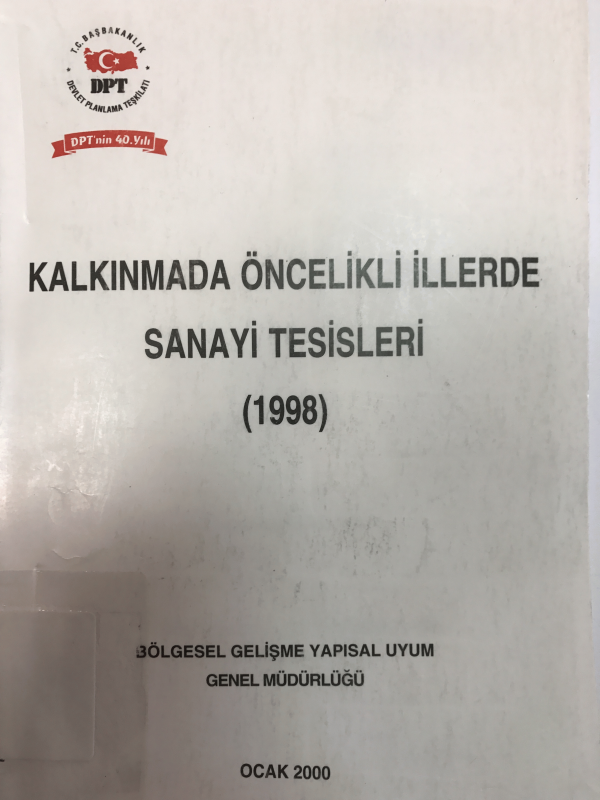 T.C. BAŞBAKANLIK
DPT
DEVLET PLANLAMA TEŞKİLATI
DPT'nin 40.Yılı
KALKINMADA ÖNCELİKLİ İLLERDE
SANAYİ TESİSLERİ
(1998)
BÖLGESEL GELİŞME YAPISAL UYUM
GENEL MÜDÜRLÜĞÜ
OCAK 2000